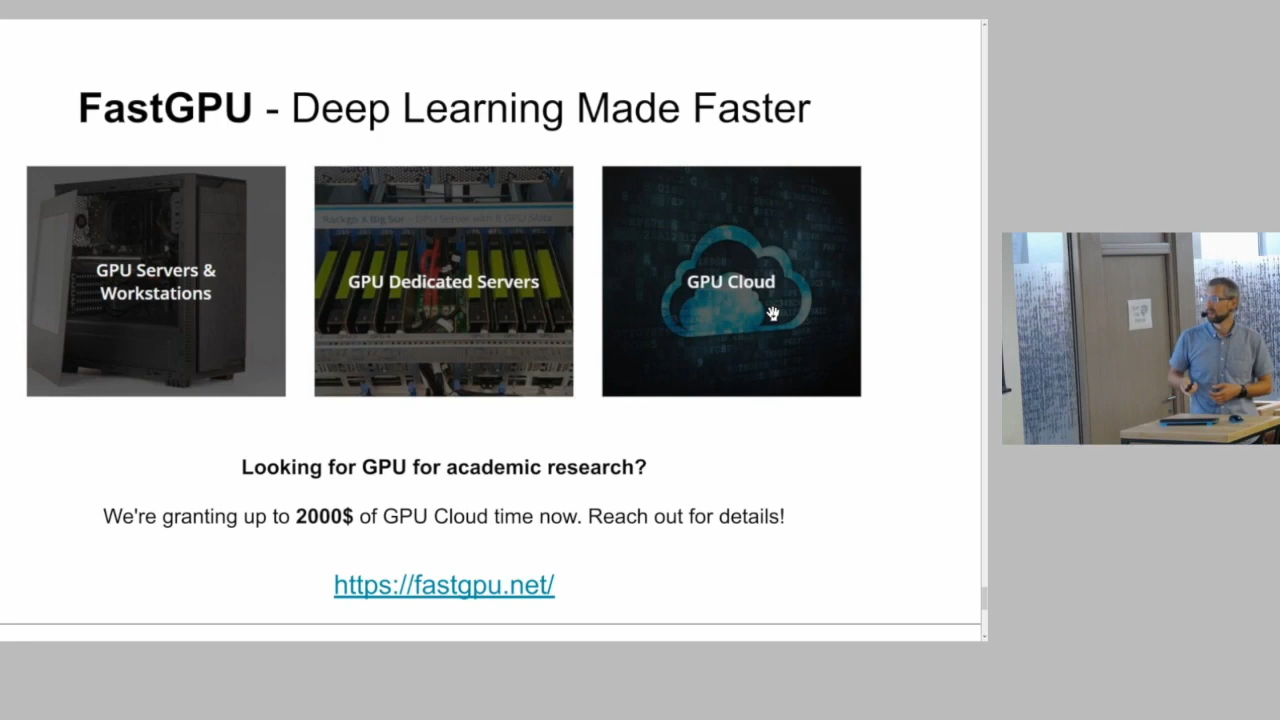 FastGPU - Deep Learning Made Faster
GPU Servers &
Workstations
GPU Dedicated Servers
GPU Cloud
Looking for GPU for academic research?
We're granting up to 2000$ of GPU Cloud time now. Reach out for details!
https://fastgpu.net/